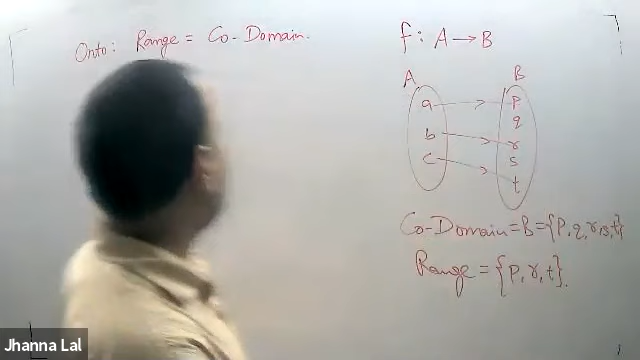 Onto: Range = Co-Domain.
f: A → B
A B
a p
q
b r
c s
t
Co-Domain = B = {p, q, r, s, t}
Range = {p, r, t}.
Jhanna Lal